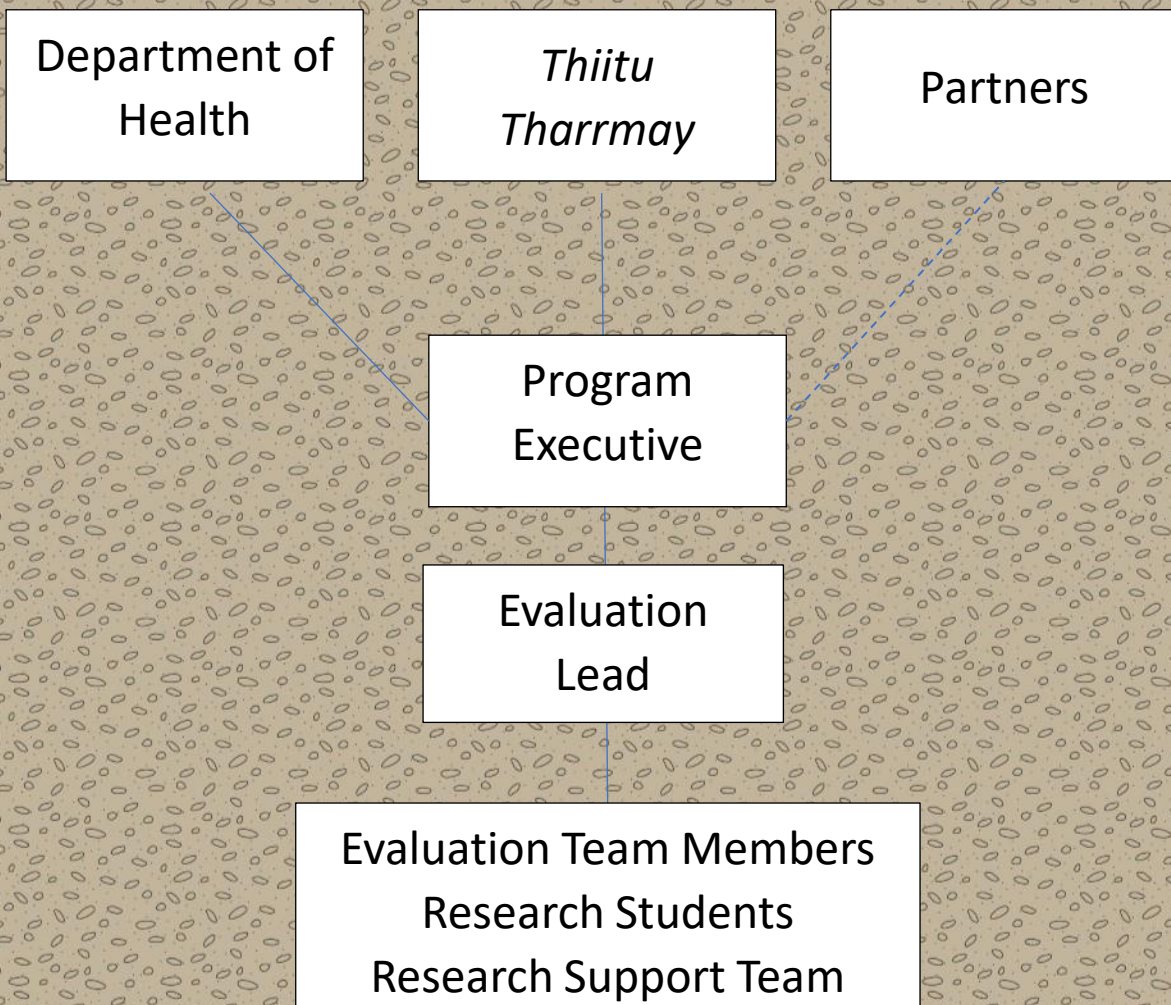 Department of
Health
Thiitu
Tharrmay
Partners
Program
Executive
Evaluation
Lead
Evaluation Team Members
Research Students
Research Support Team